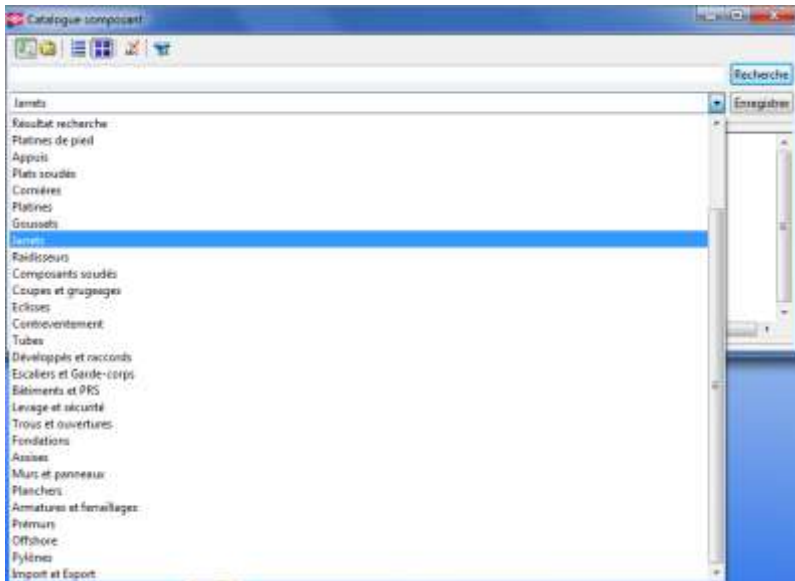 Catalogue composant
Recherche
Jarrets
Enregistrer
Résultat recherche
Platines de pied
Appuis
Plats soudés
Cornières
Platines
Goussets
Jarrets
Raidisseurs
Composants soudés
Coupes et grugeages
Eclisses
Contreventement
Tubes
Développés et raccords
Escaliers et Garde-corps
Bâtiments et PRS
Levage et sécurité
Trous et ouvertures
Fondations
Assises
Murs et panneaux
Planchers
Armatures et ferraillages
Prémurs
Offshore
Pylônes
Import et Export